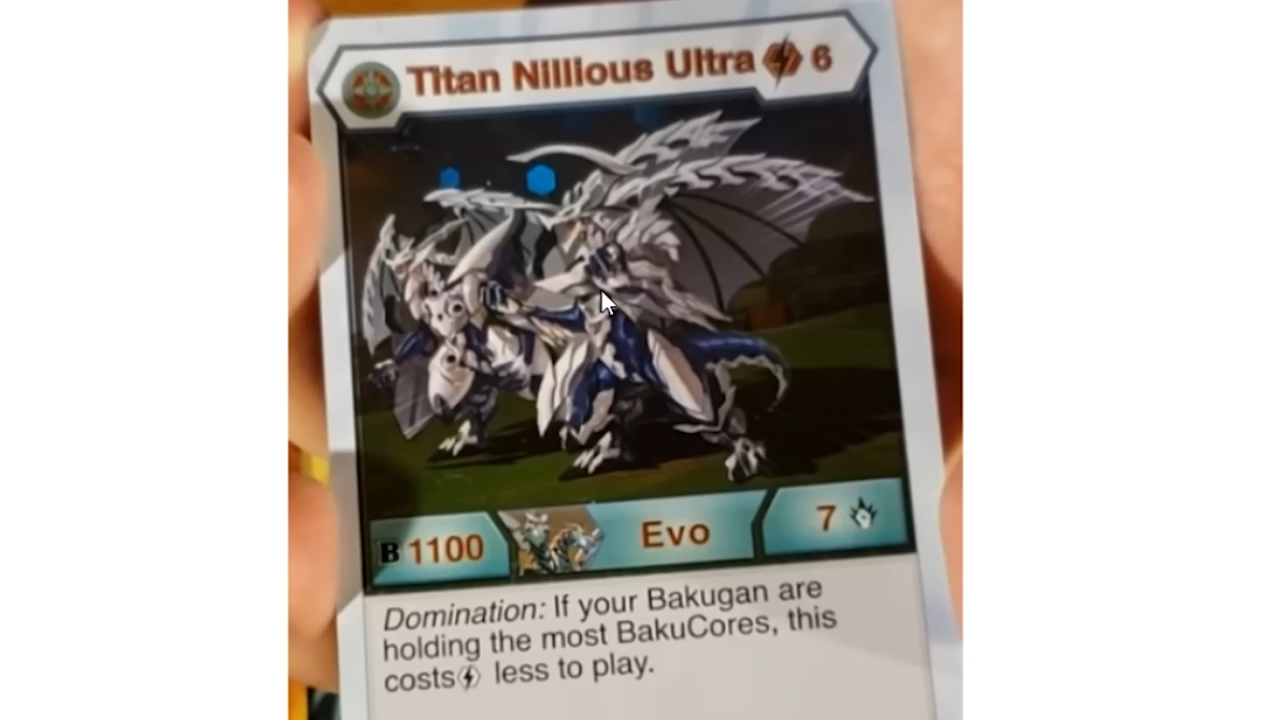 Titan Nillious Ultra 6
B 1100 Evo 7
Domination: If your Bakugan are
holding the most BakuCores, this
costs less to play.